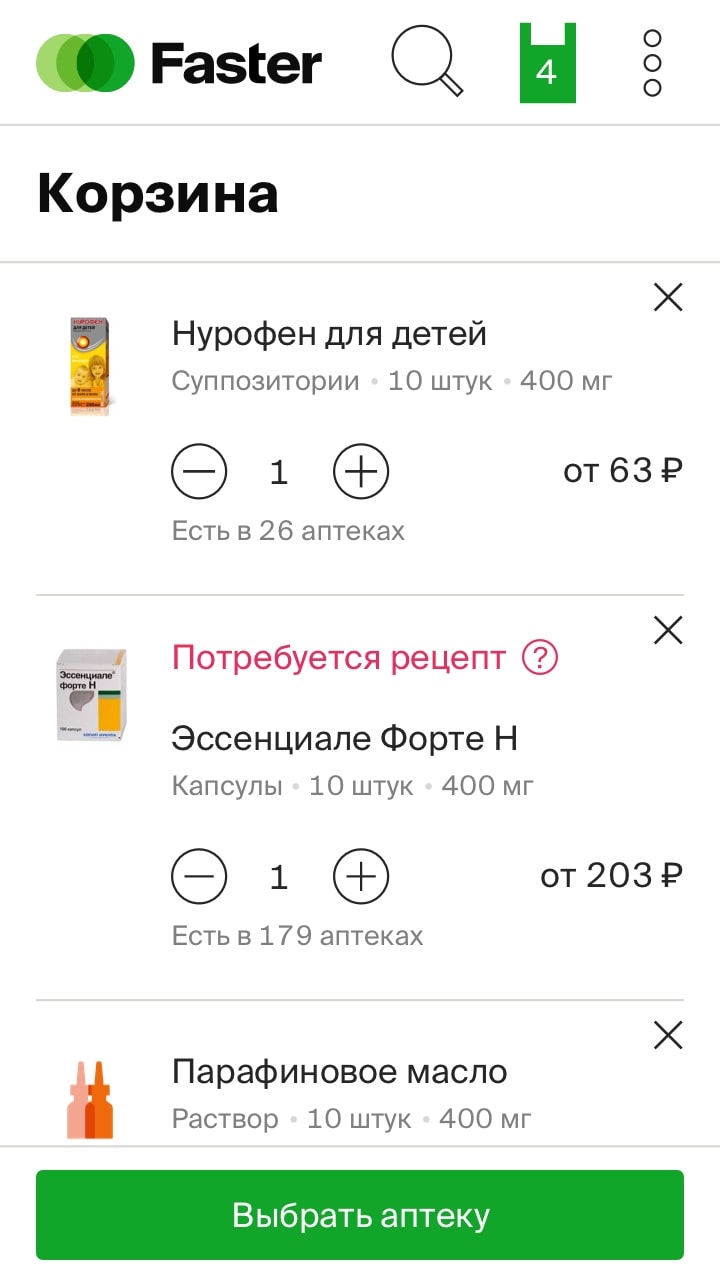 Faster
4
Корзина
НУРОФЕН
ДЛЯ ДЕТЕЙ
Нурофен для детей
Суппозитории • 10 штук • 400 мг
1
от 63 ₽
Есть в 26 аптеках
Эссенциале®
форте Н
Потребуется рецепт ?
Эссенциале Форте Н
Капсулы • 10 штук • 400 мг
1
от 203 ₽
Есть в 179 аптеках
Парафиновое масло
Раствор • 10 штук • 400 мг
Выбрать аптеку